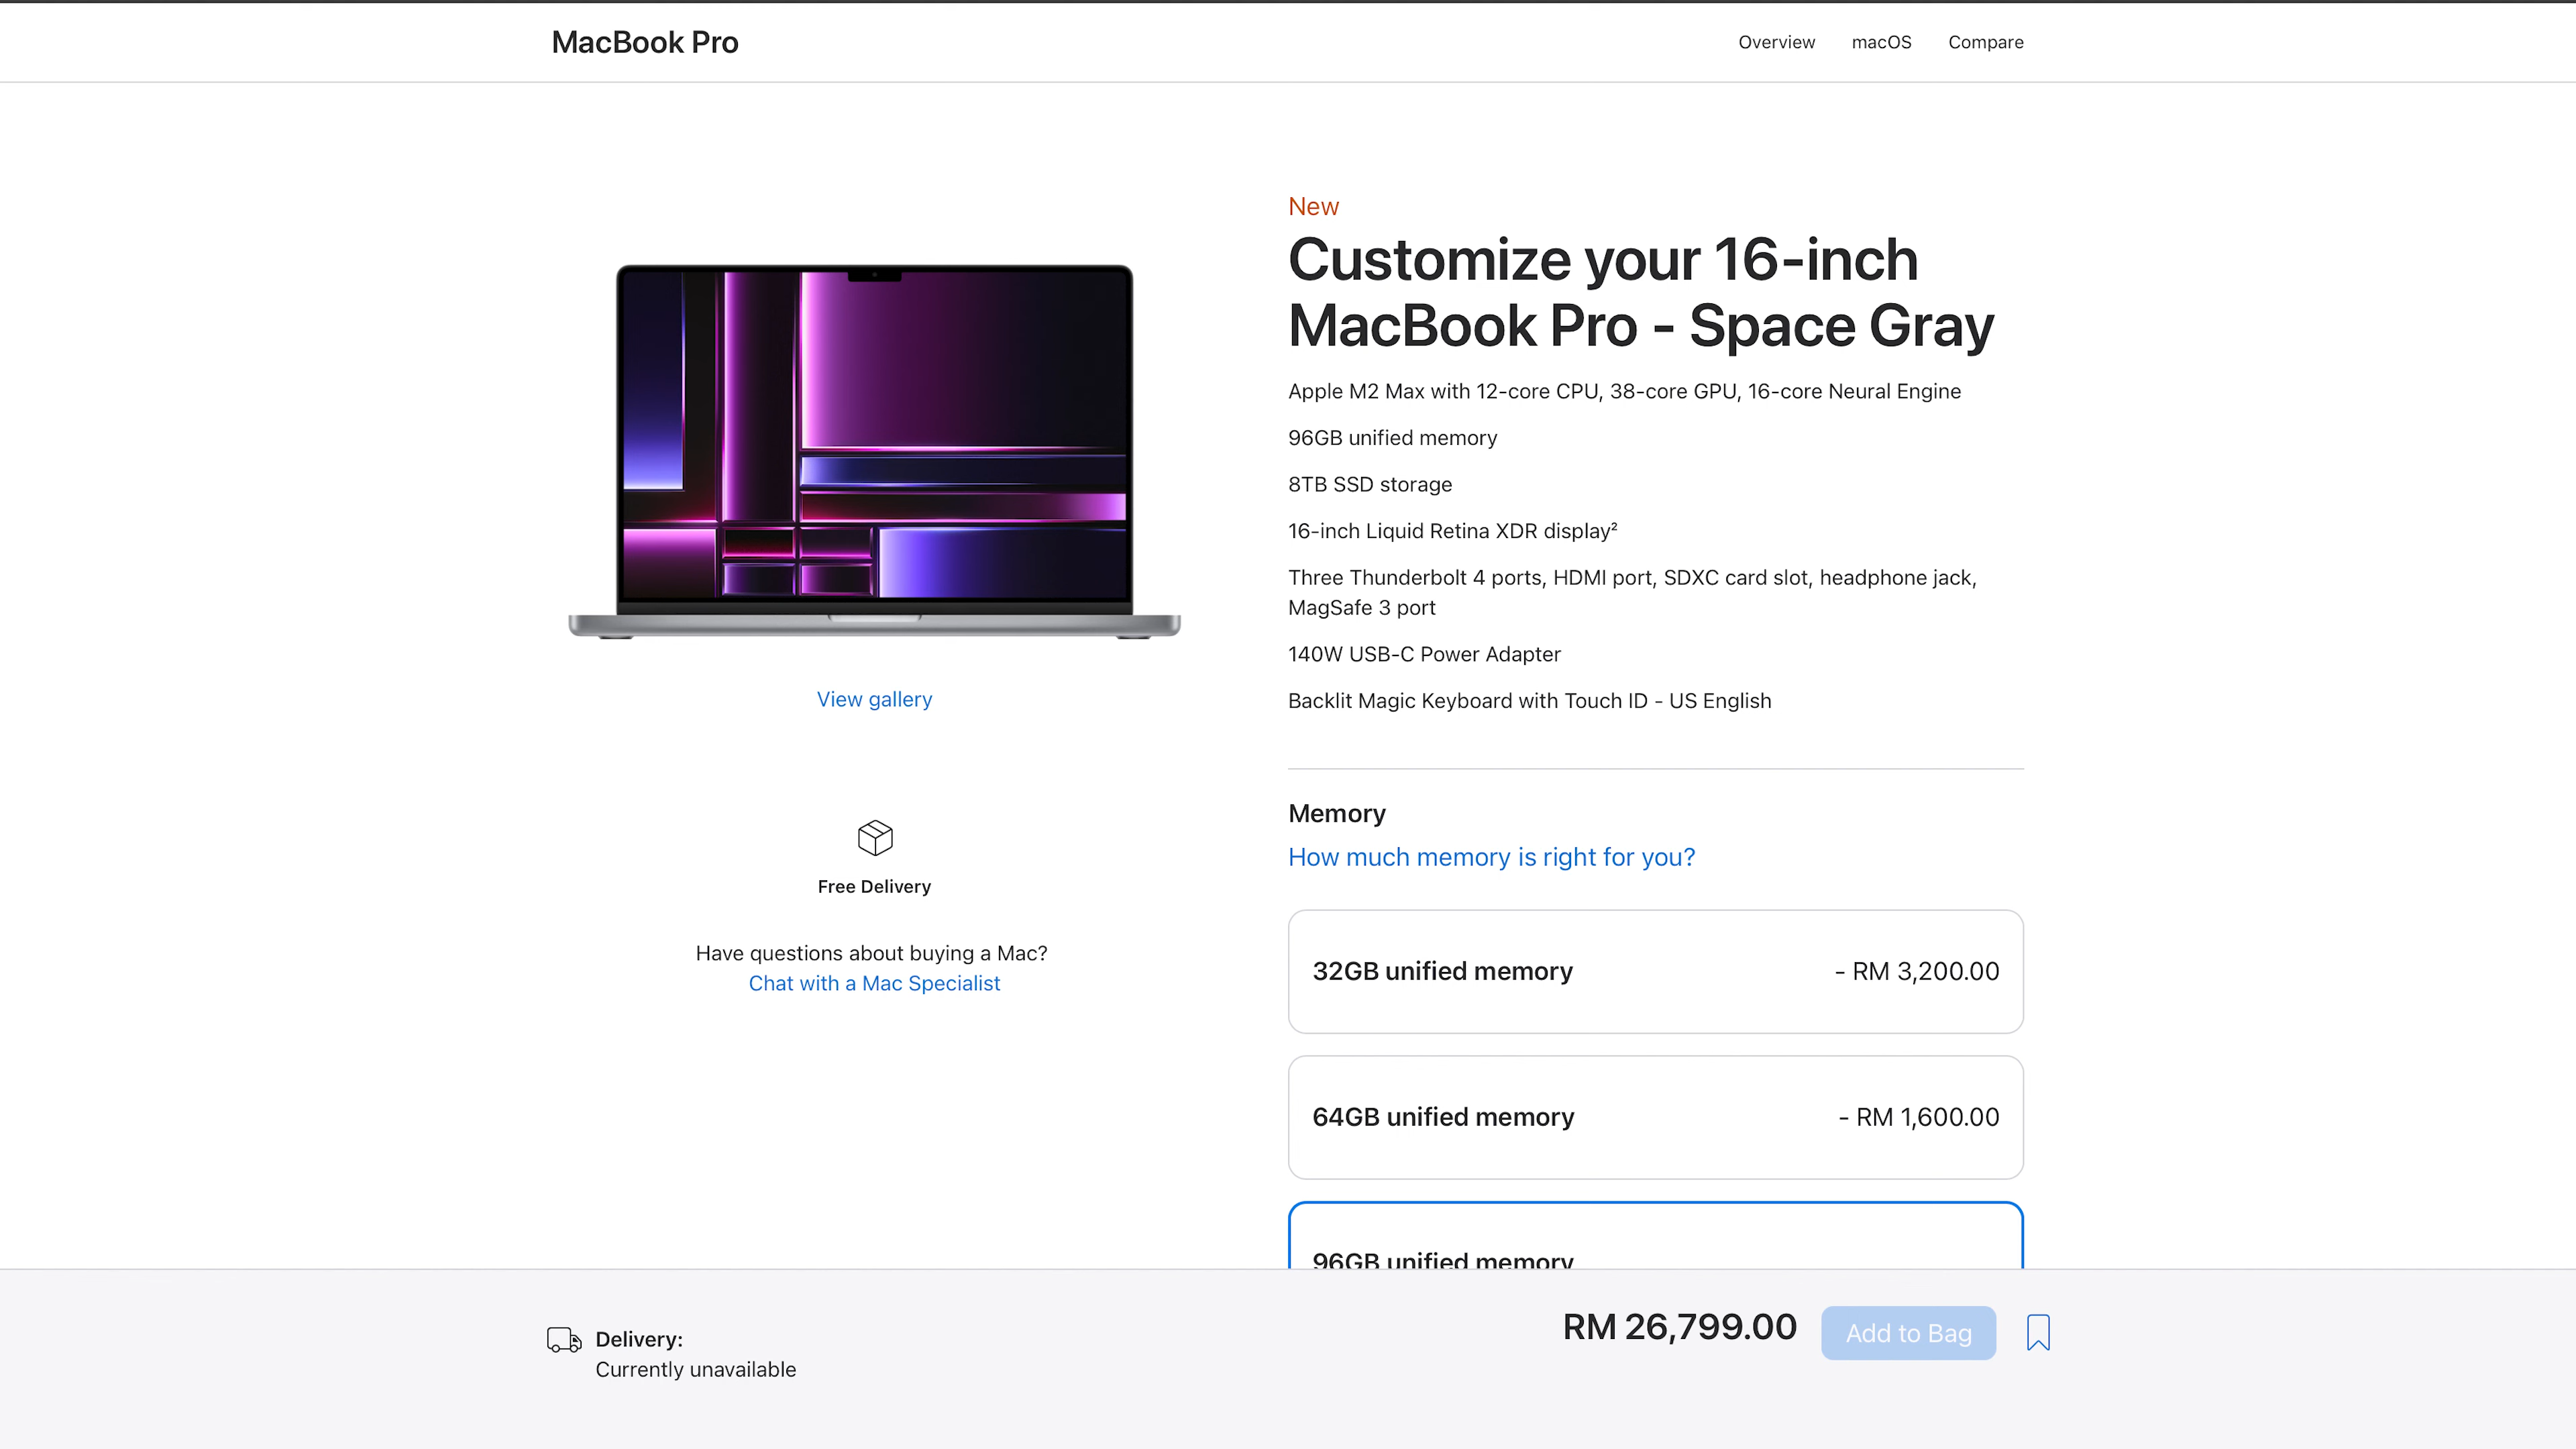 MacBook Pro
Overview
macOS
Compare
New
Customize your 16-inch
MacBook Pro - Space Gray
Apple M2 Max with 12-core CPU, 38-core GPU, 16-core Neural Engine
96GB unified memory
8TB SSD storage
16-inch Liquid Retina XDR display²
Three Thunderbolt 4 ports, HDMI port, SDXC card slot, headphone jack,
MagSafe 3 port
140W USB-C Power Adapter
Backlit Magic Keyboard with Touch ID - US English
View gallery
Free Delivery
Have questions about buying a Mac?
Chat with a Mac Specialist
Memory
How much memory is right for you?
32GB unified memory
- RM 3,200.00
64GB unified memory
- RM 1,600.00
96GB unified memory
Delivery:
Currently unavailable
RM 26,799.00
Add to Bag